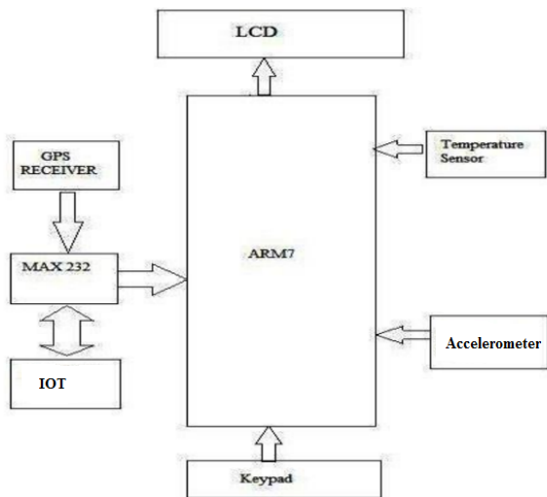 LCD
GPS
RECEIVER
Temperature
Sensor
MAX 232
ARM7
Accelerometer
IOT
Keypad